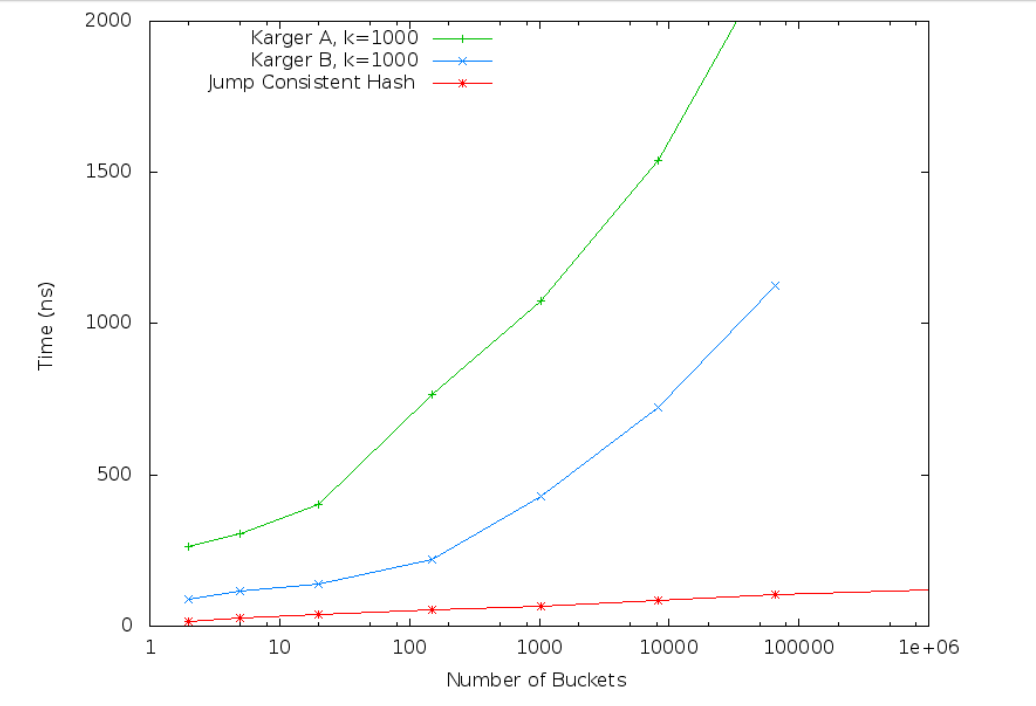 2000
1500
1000
500
0
Karger A, k=1000
Karger B, k=1000
Jump Consistent Hash
Time (ns)
1 10 100 1000 10000 100000 1e+06
Number of Buckets